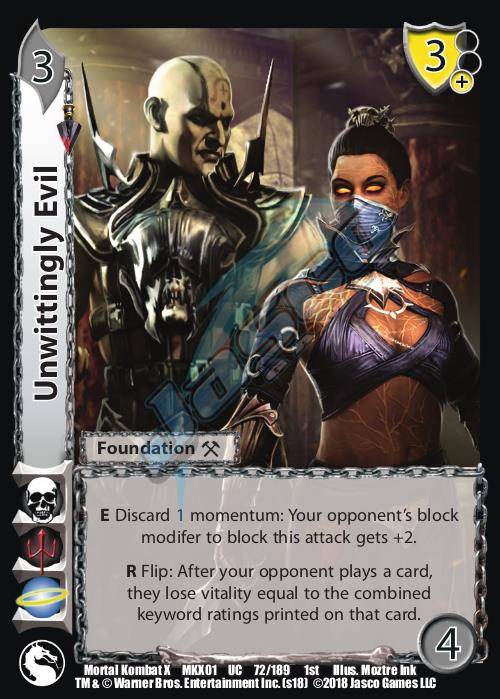 3
3
+
Unwittingly Evil
Jasco
Foundation
E Discard 1 momentum: Your opponent's block
modifer to block this attack gets +2.
R Flip: After your opponent plays a card,
they lose vitality equal to the combined
keyword ratings printed on that card.
4
Mortal Kombat X MKX01 UC 72/189 1st Illus. Moztre Ink
TM & © Warner Bros. Entertainment Inc. (s18) ©2018 Jasco Games LLC